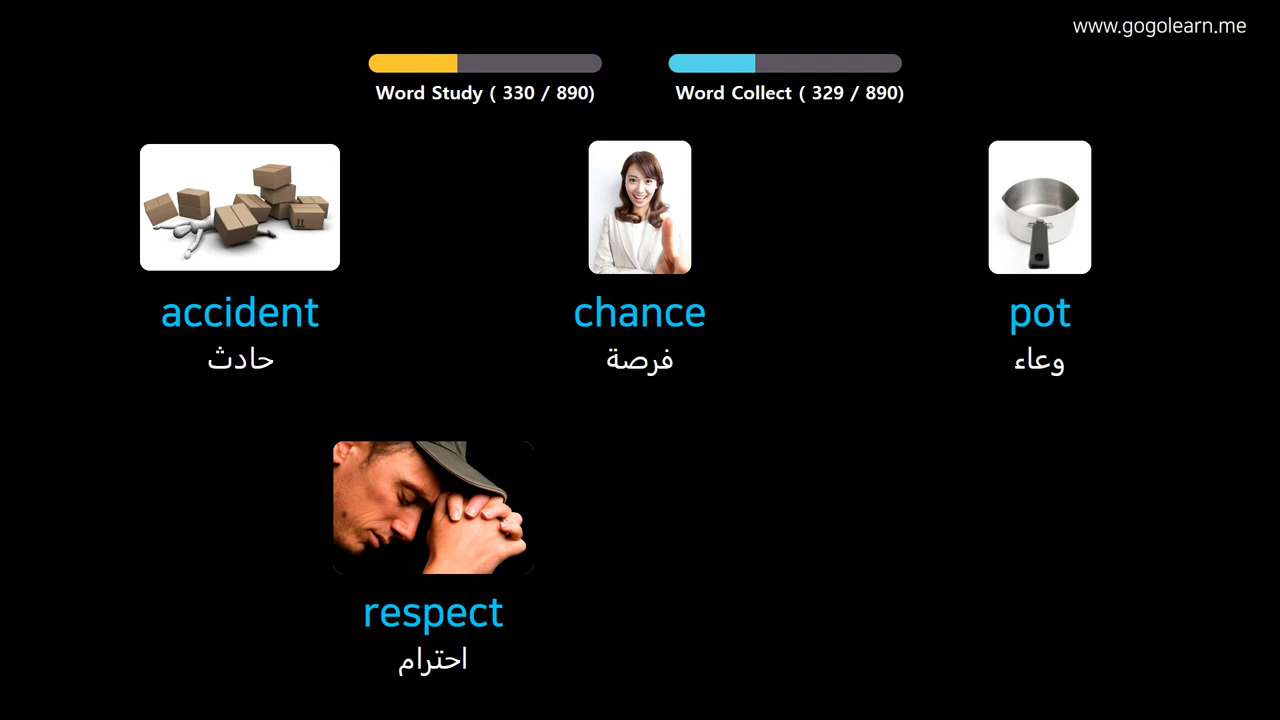 www.gogolearn.me
Word Study ( 330 / 890)
Word Collect ( 329 / 890)
accident
حادث
chance
فرصة
pot
وعاء
respect
احترام